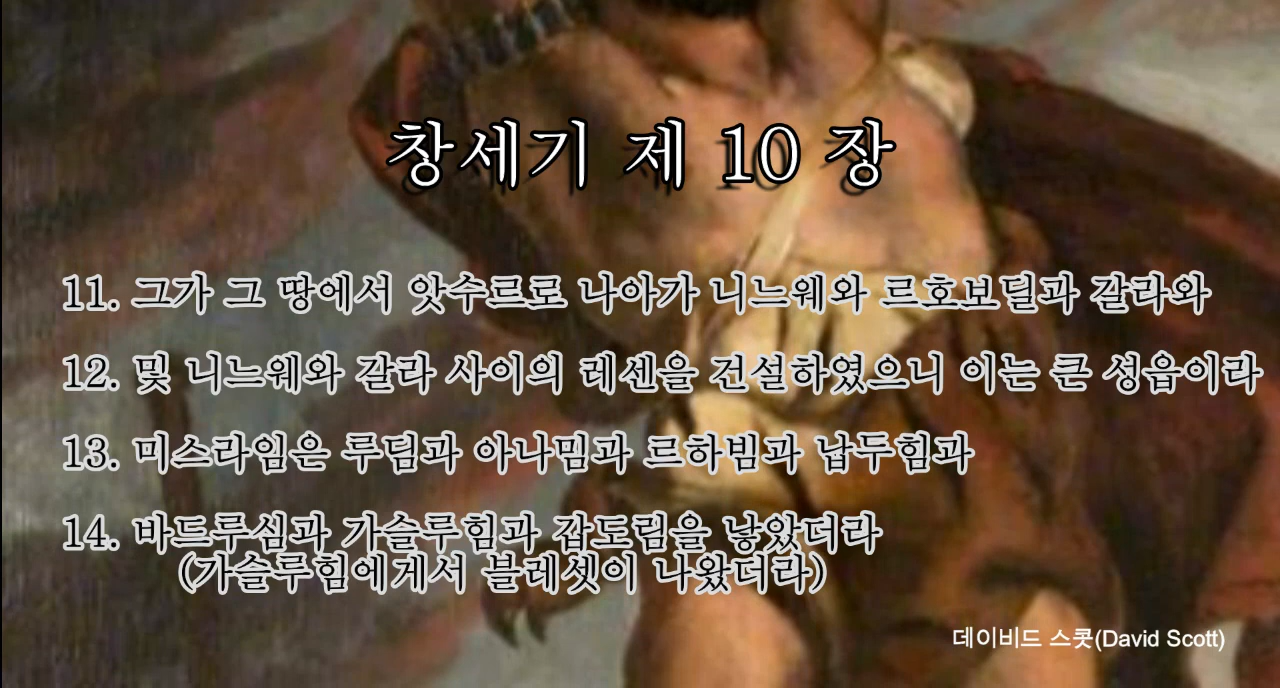 창세기 제 10 장
11. 그가 그 땅에서 앗수르로 나아가 니느웨와 르호보딜과 갈라와
12. 및 니느웨와 갈라 사이의 레센을 건설하였으니 이는 큰 성읍이라
13. 미스라임은 루딤과 아나밈과 르하빔과 납두힘과
14. 바드루심과 가슬루힘과 갑도림을 낳았더라
(가슬루힘에게서 블레셋이 나왔더라)
데이비드 스콧(David Scott)